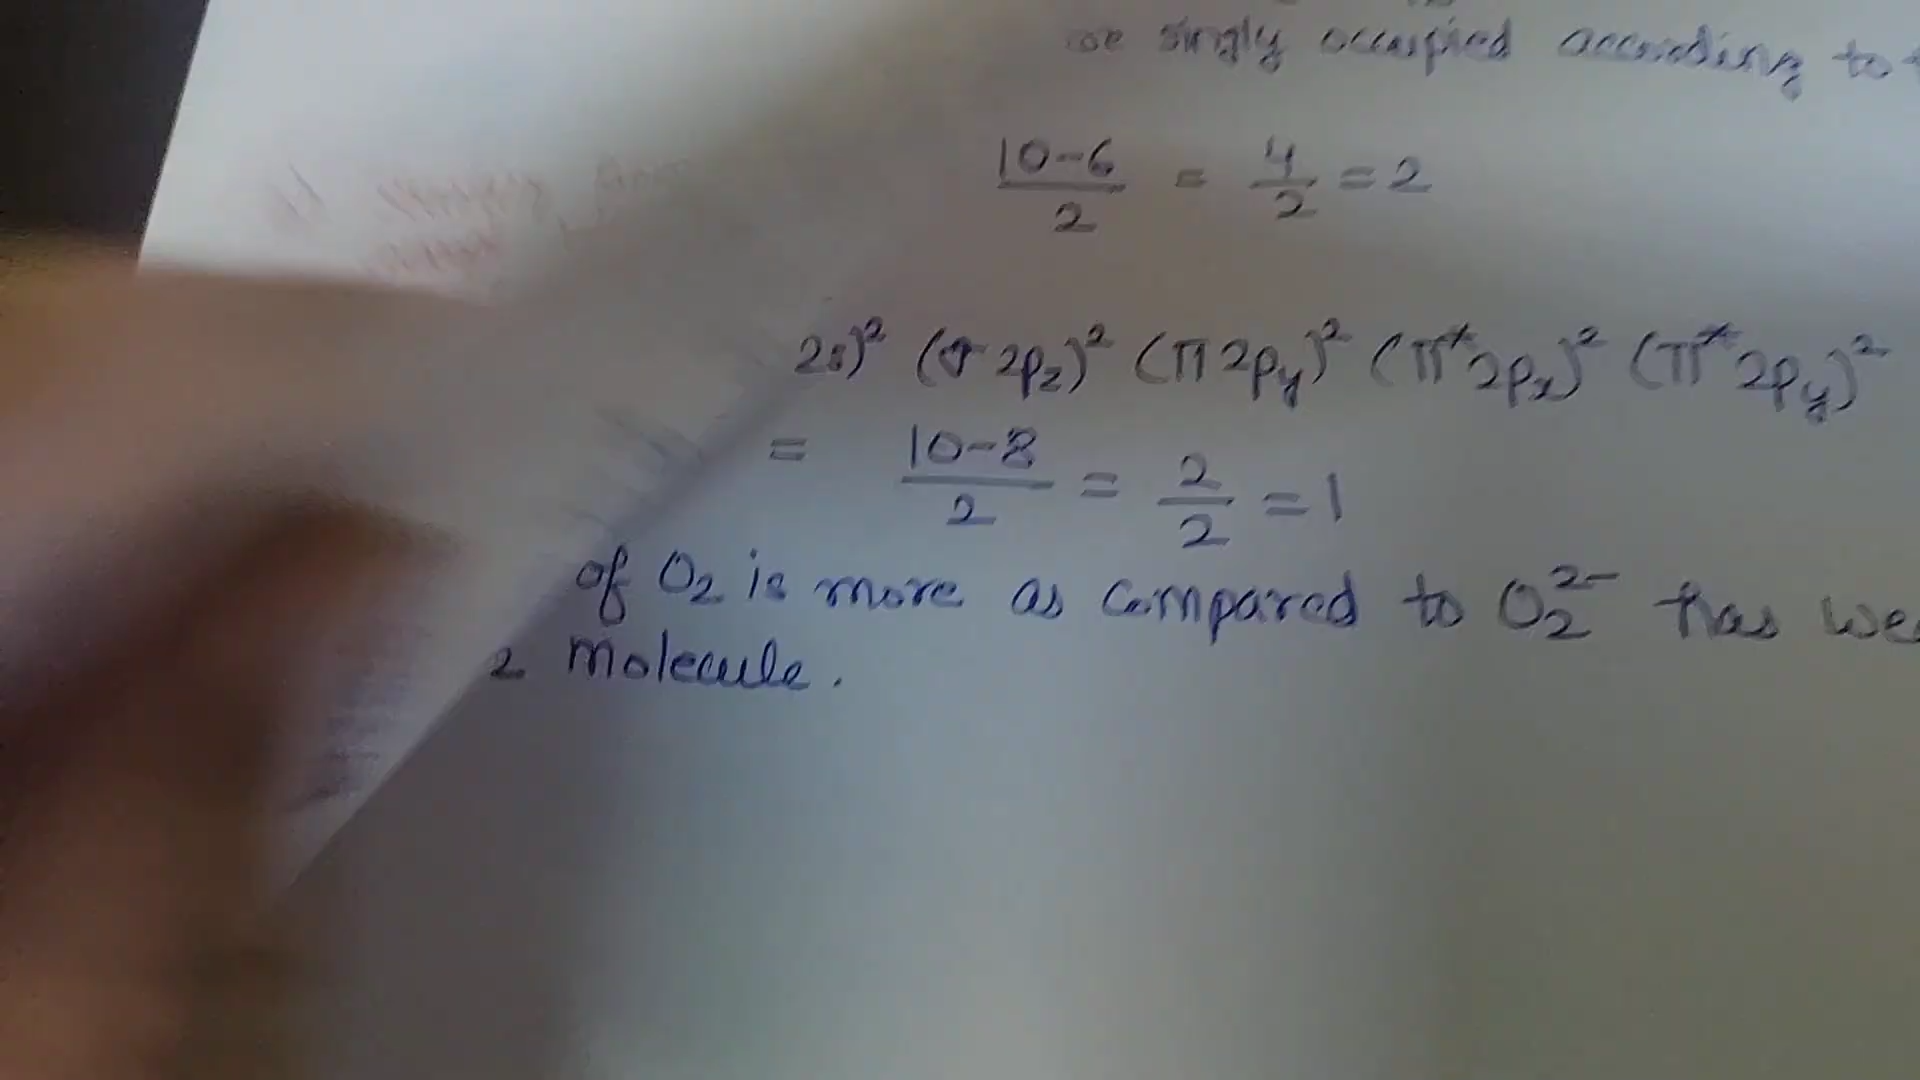 are singly occupied according to
10-6/2 = 4/2 = 2
2s)² (σ 2pz)² (π 2py)² (π* 2px)² (π* 2py)²
= 10-8/2 = 2/2 = 1
of O₂ is more as compared to O₂²⁻ has
2 molecule.